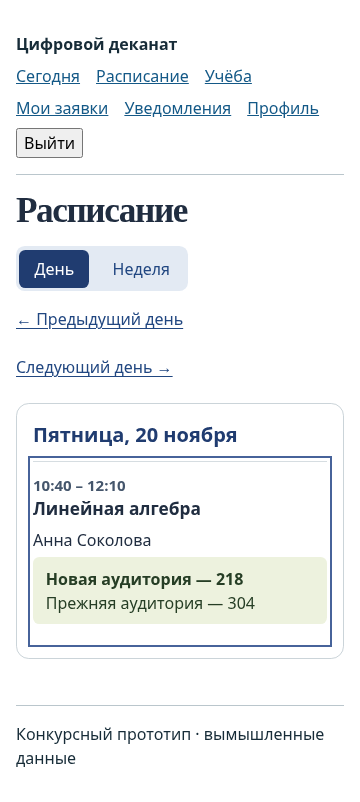 Цифровой деканат
Сегодня Расписание Учёба
Мои заявки Уведомления Профиль
Выйти
Расписание
День Неделя
← Предыдущий день
Следующий день →
Пятница, 20 ноября
10:40 – 12:10
Линейная алгебра
Анна Соколова
Новая аудитория — 218
Прежняя аудитория — 304
Конкурсный прототип · вымышленные
данные